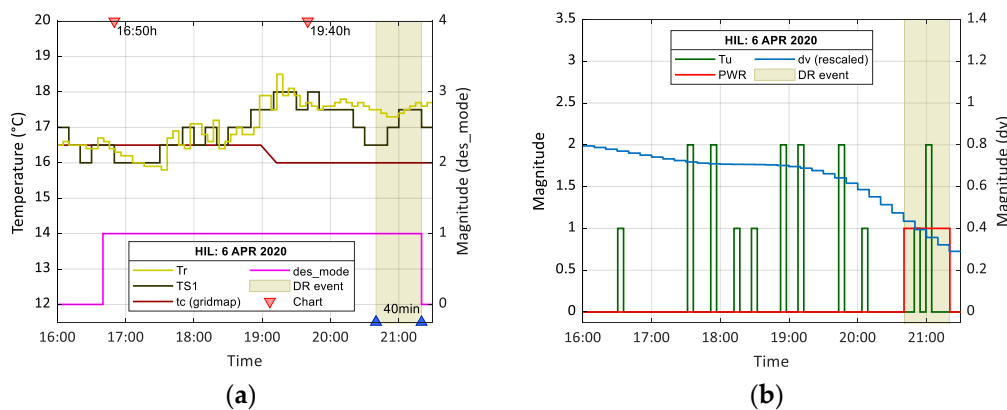 20
19
18
17
16
15
14
13
12
Temperature (°C)
16:50h
19:40h
4
3
2
1
0
Magnitude (des_mode)
HIL: 6 APR 2020
Tr
des_mode
TS1
DR event
tc (gridmap)
Chart
40min
16:00
17:00
18:00
19:00
20:00
21:00
Time
(a)
3.5
3
2.5
2
1.5
1
0.5
0
Magnitude
HIL: 6 APR 2020
Tu
dv (rescaled)
PWR
DR event
1.4
1.2
1
0.8
0.6
0.4
0.2
0
Magnitude (dv)
16:00
17:00
18:00
19:00
20:00
21:00
Time
(b)